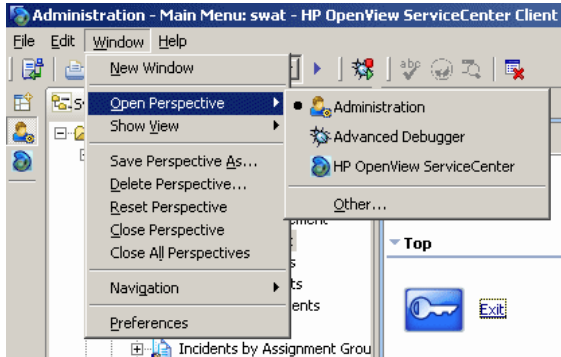 Administration - Main Menu: swat - HP OpenView ServiceCenter Client
File Edit Window Help
New Window
abc
Open Perspective
Show View
Save Perspective As...
Delete Perspective...
Reset Perspective
Close Perspective
Close All Perspectives
Navigation
Preferences
Administration
Advanced Debugger
HP OpenView ServiceCenter
Other...
Top
Exit
Incidents by Assignment Grou